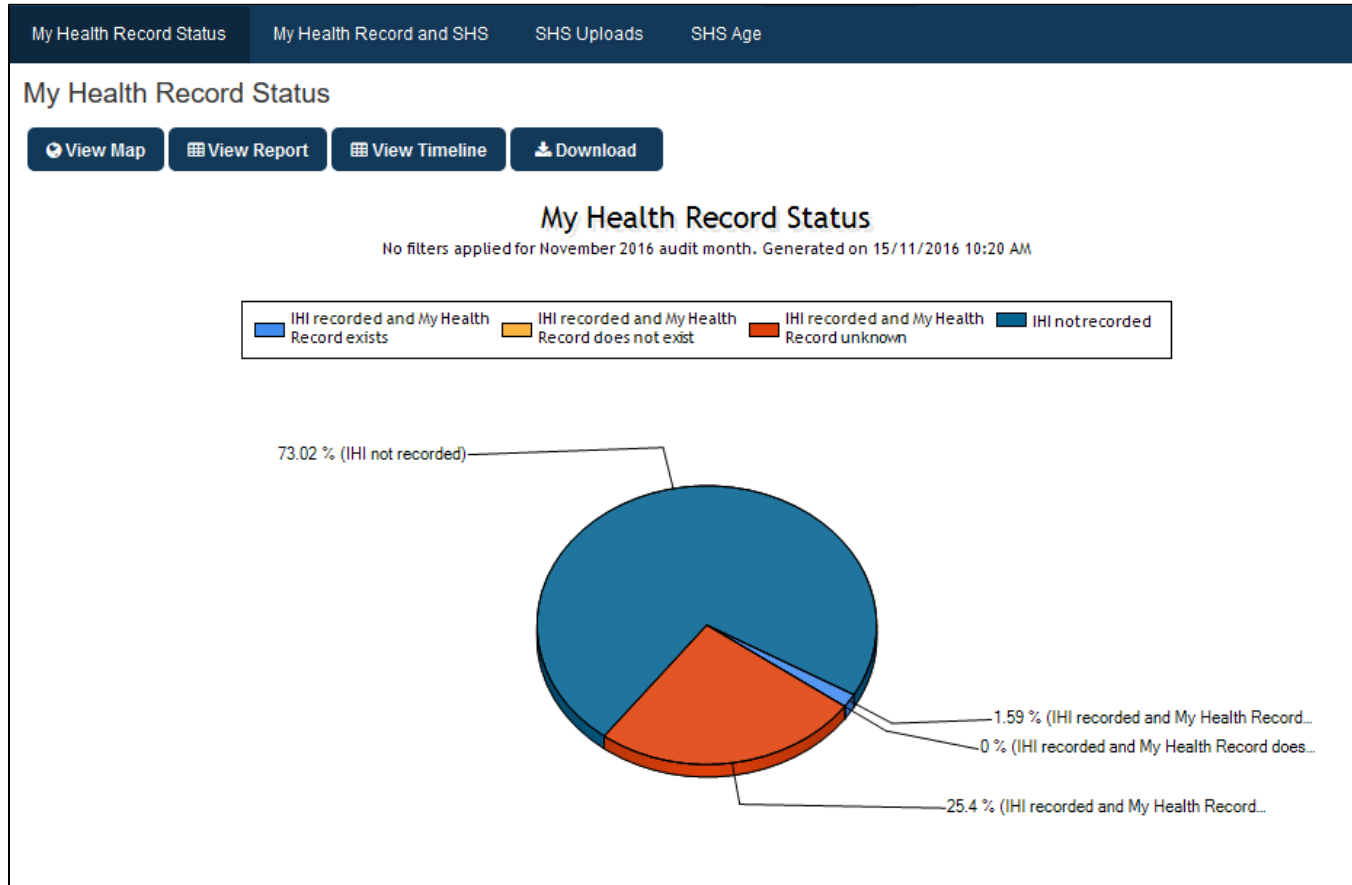 My Health Record Status My Health Record and SHS SHS Uploads SHS Age
My Health Record Status
View Map View Report View Timeline Download
My Health Record Status
No filters applied for November 2016 audit month. Generated on 15/11/2016 10:20 AM
IHI recorded and My Health Record exists
IHI recorded and My Health Record does not exist
IHI recorded and My Health Record unknown
IHI not recorded
73.02 % (IHI not recorded)
1.59 % (IHI recorded and My Health Record...
0 % (IHI recorded and My Health Record does...
25.4 % (IHI recorded and My Health Record...